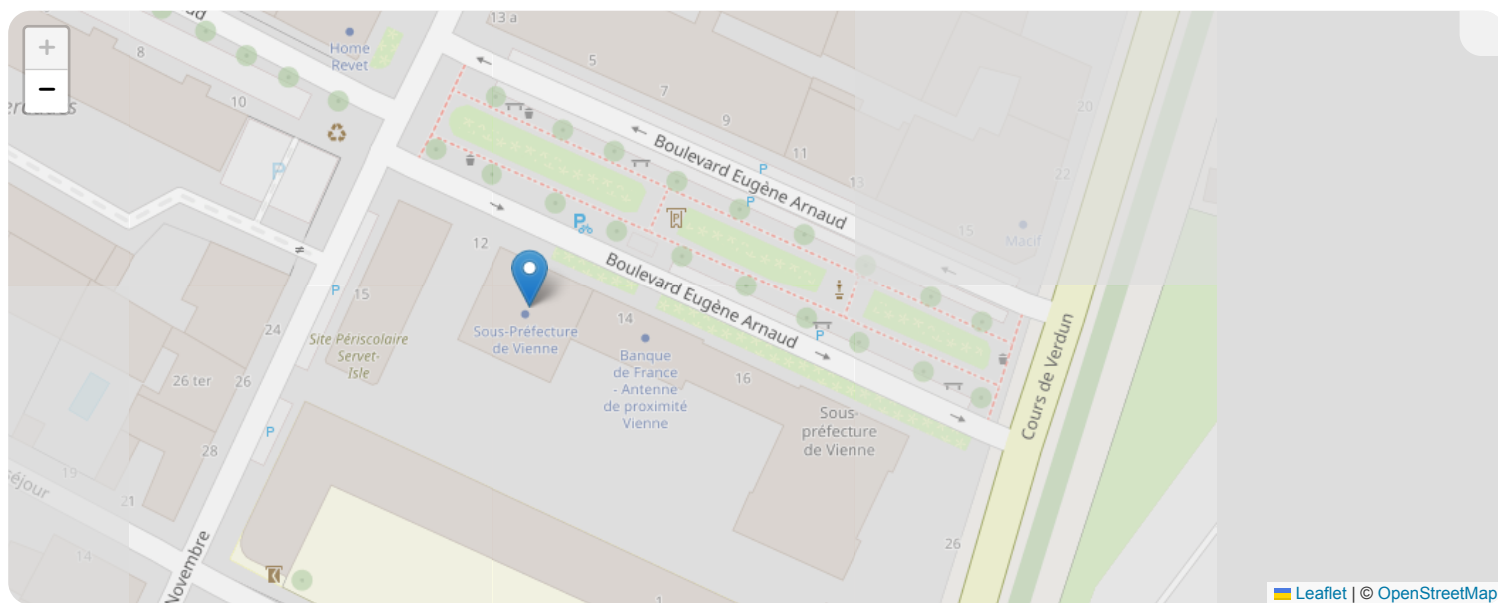 +
−
13 a
8
Home
Revet
5
10
7
20
9
11
Boulevard Eugène Arnaud
P
13
22
P
P
P
P
15
Macif
12
P
15
24
Boulevard Eugène Arnaud
P
14
Sous-Préfecture
de Vienne
Site Périscolaire
Servet-
Isle
Banque
de France
- Antenne
de proximité
Vienne
16
26 ter
26
Cours de Verdun
Sous-
préfecture
de Vienne
P
28
19
séjour
21
26
14
Novembre
1
Leaflet | © OpenStreetMap